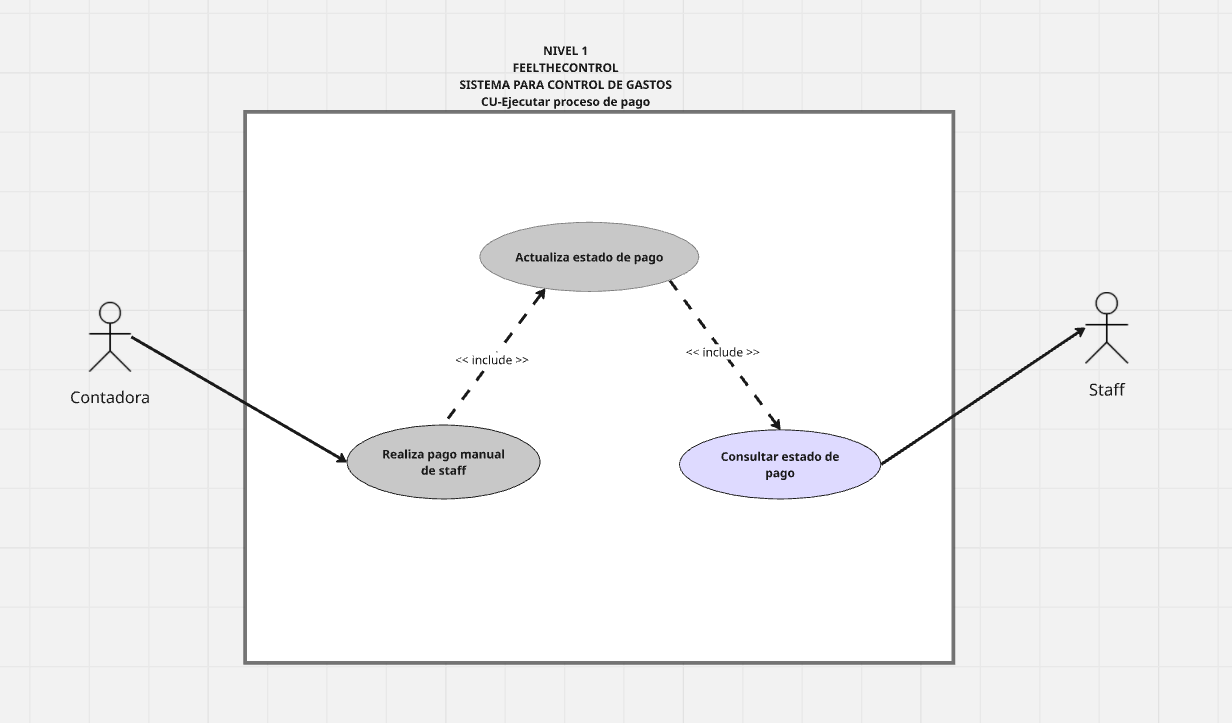 NIVEL 1
FEELTHECONTROL
SISTEMA PARA CONTROL DE GASTOS
CU-Ejecutar proceso de pago
Actualiza estado de pago
<< include >>
<< include >>
Contadora
Staff
Realiza pago manual
de staff
Consultar estado de
pago